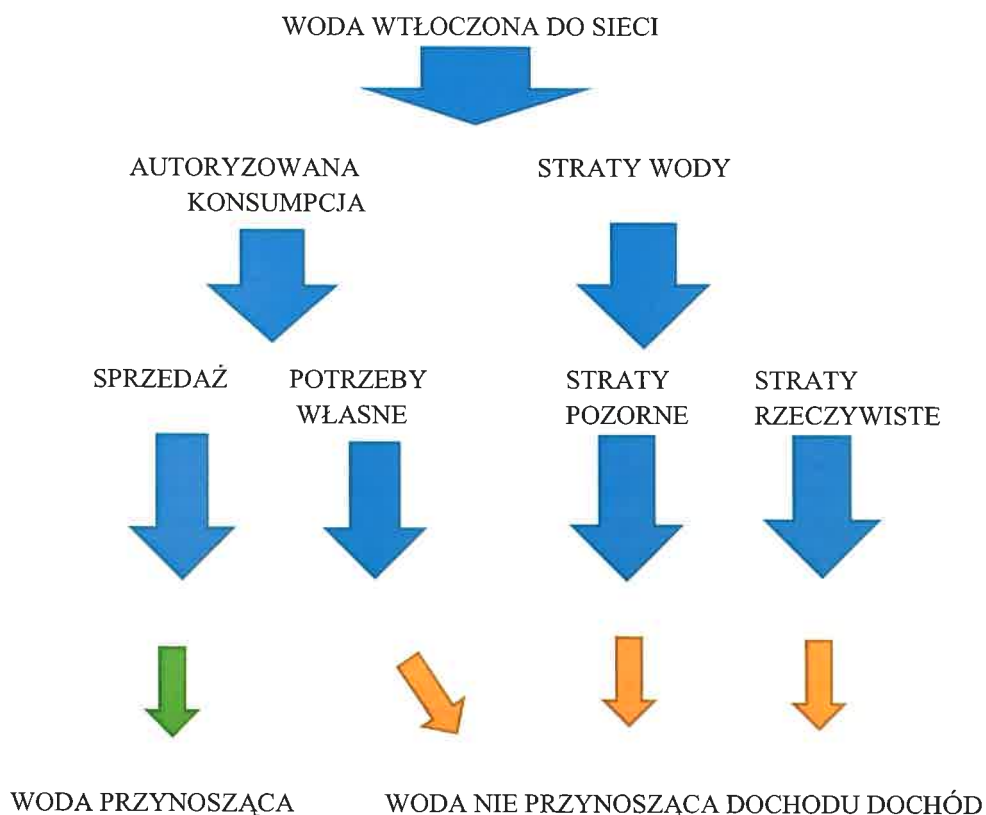 WODA WTŁOCZONA DO SIECI
AUTORYZOWANA
KONSUMPCJA
STRATY WODY
SPRZEDAŻ
POTRZEBY
WŁASNE
STRATY
POZORNE
STRATY
RZECZYWISTE
WODA PRZYNOSZĄCA
WODA NIE PRZYNOSZĄCA DOCHODU DOCHÓD